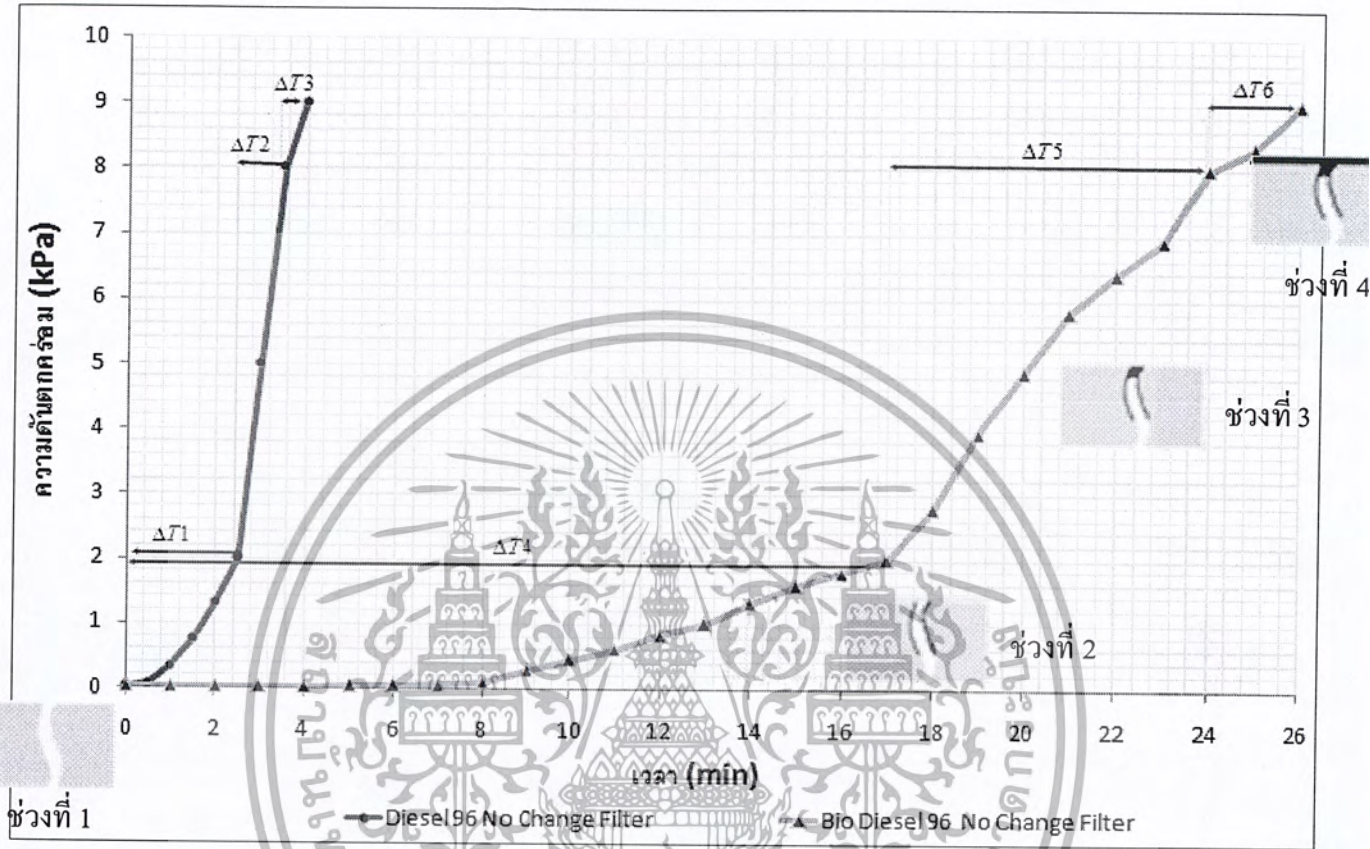 10
9
8
7
6
5
4
3
2
1
0
ความดันตกคร่อม (kPa)
ΔT3
ΔT2
ΔT1
ΔT4
ΔT5
ΔT6
ช่วงที่ 4
ช่วงที่ 3
ช่วงที่ 2
ช่วงที่ 1
0 2 4 6 8 10 12 14 16 18 20 22 24 26
เวลา (min)
Diesel 96 No Change Filter Bio Diesel 96 No Change Filter